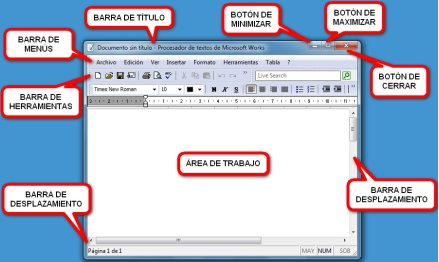 BARRA DE TÍTULO
BOTÓN DE
MINIMIZAR
BOTÓN DE
MAXIMIZAR
BARRA DE
MENÚS
Documento sin título - Procesador de textos de Microsoft Works
BOTÓN DE
CERRAR
Archivo Edición Ver Insertar Formato Herramientas Tabla ?
Live Search
BARRA DE
HERRAMIENTAS
Times New Roman 10 N K S
ÁREA DE TRABAJO
BARRA DE
DESPLAZAMIENTO
BARRA DE
DESPLAZAMIENTO
Página 1 de 1 MAY NUM SOB